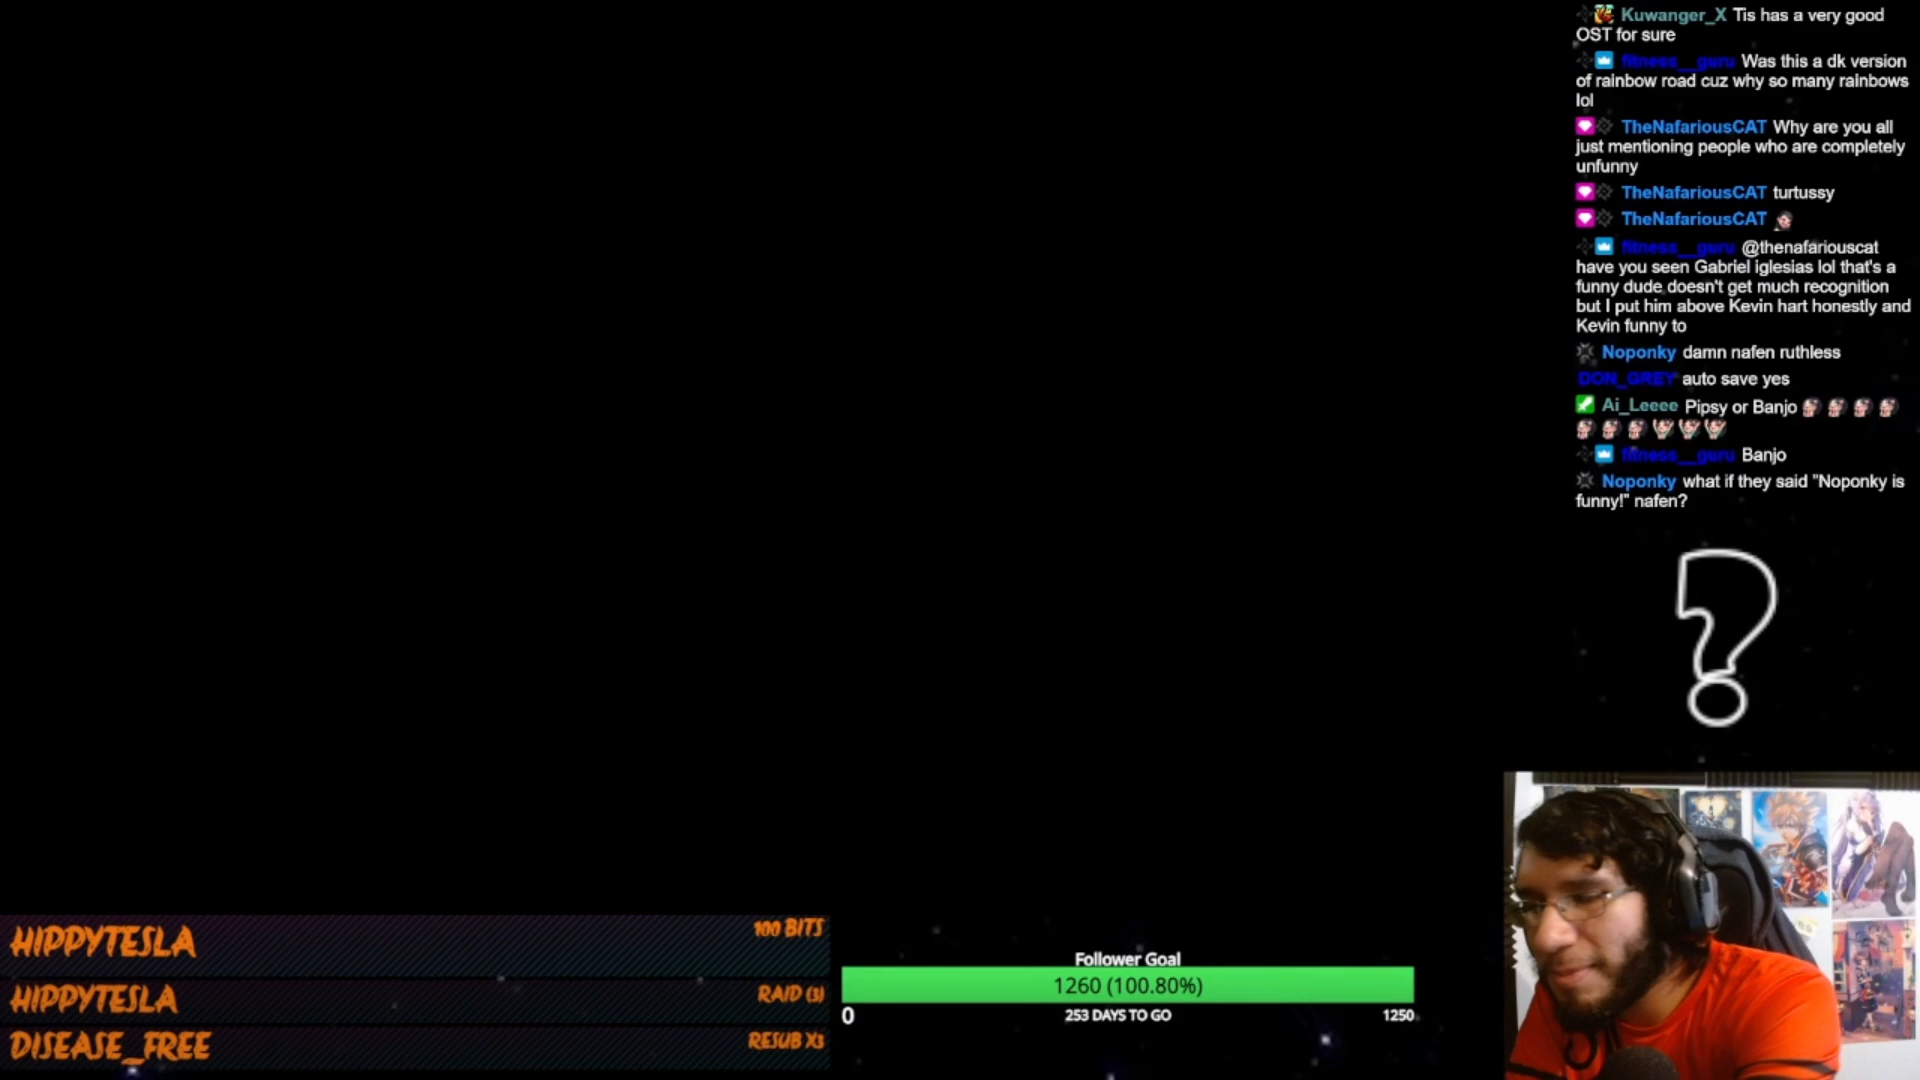 Kuwanger_X Tis has a very good
OST for sure
fitness__guru Was this a dk version
of rainbow road cuz why so many rainbows
lol
TheNafariousCAT Why are you all
just mentioning people who are completely
unfunny
TheNafariousCAT turtussy
TheNafariousCAT
fitness__guru @thenafariouscat
have you seen Gabriel iglesias lol that's a
funny dude doesn't get much recognition
but I put him above Kevin hart honestly and
Kevin funny to
Noponky damn nafen ruthless
DON_GREY auto save yes
Ai_Leeee Pipsy or Banjo
fitness__guru Banjo
Noponky what if they said "Noponky is
funny!" nafen?
?
HIPPYTESLA 100 BITS
HIPPYTESLA RAID (3)
DISEASE_FREE RESUB X3
Follower Goal
1260 (100.80%)
0 253 DAYS TO GO 1250